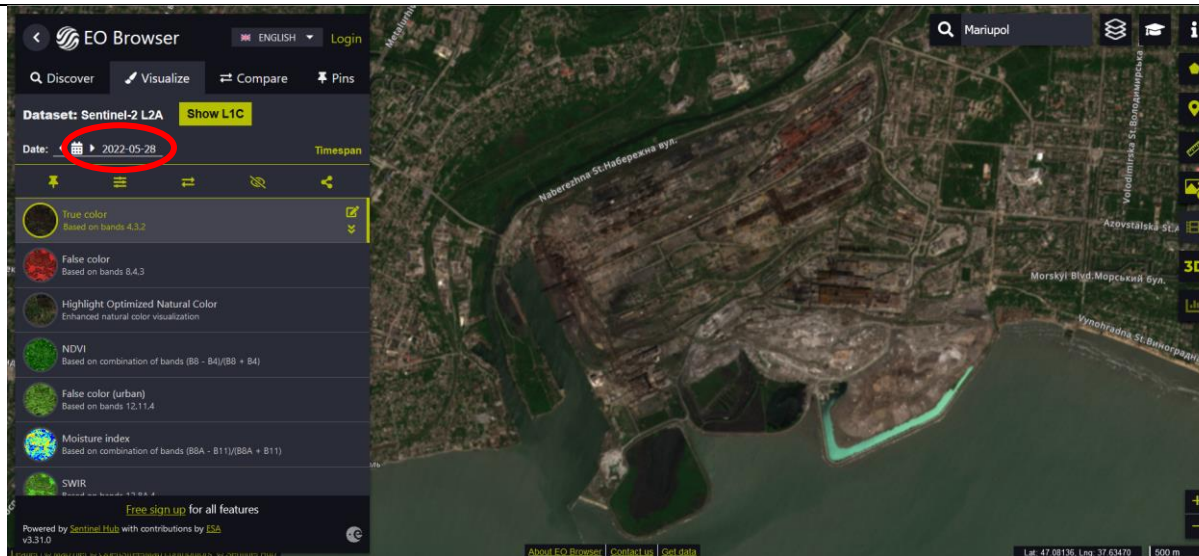 EO Browser
ENGLISH
Login
Discover
Visualize
Compare
Pins
Dataset: Sentinel-2 L2A
Show L1C
Date:
2022-05-28
Timespan
True color
Based on bands 4,3,2
False color
Based on bands 8,4,3
Highlight Optimized Natural Color
Enhanced natural color visualization
NDVI
Based on combination of bands (B8 - B4)/(B8 + B4)
False color (urban)
Based on bands 12,11,4
Moisture index
Based on combination of bands (B8A - B11)/(B8A + B11)
SWIR
Free sign up for all features
Powered by Sentinel Hub with contributions by ESA
v3.31.0
Mariupol
Naberezhna St.Набережна вул.
Volodimirska St.Володимирська
Azovstalska St.
Morskyi Blvd.Морський бул.
Vynohradna St.Виноградна
3D
About EO Browser
Contact us
Get data
Lat: 47.08136, Lng: 37.63470
500 m